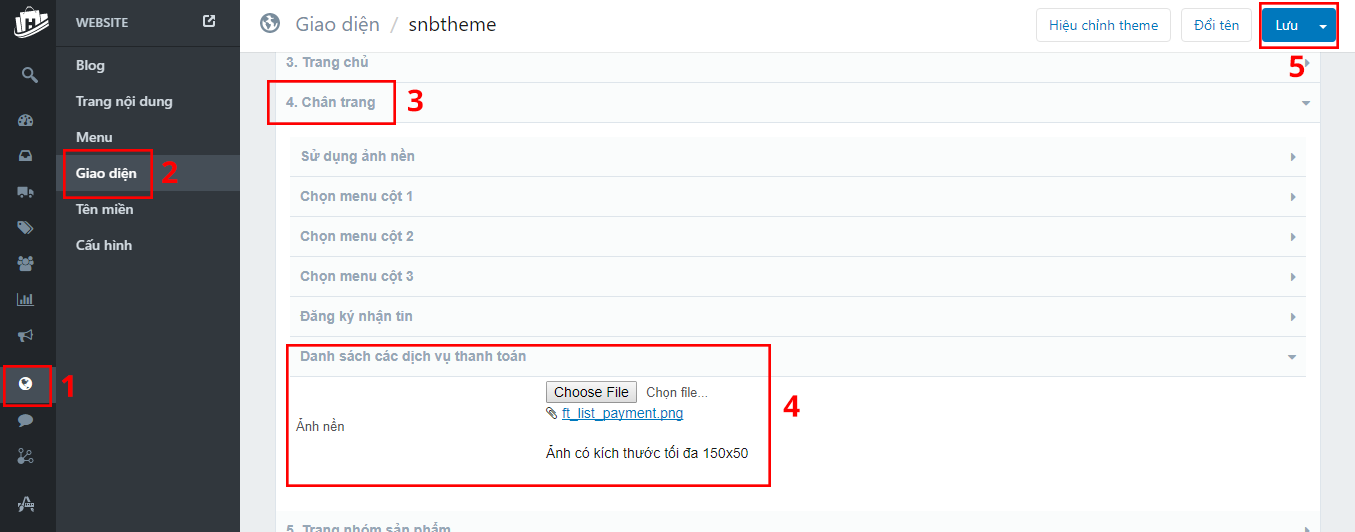 WEBSITE
Blog
Trang nội dung
Menu
Giao diện
2
Tên miền
Cấu hình
1
Giao diện / snbtheme
Hiệu chỉnh theme
Đổi tên
Lưu
5
3. Trang chủ
4. Chân trang
3
Sử dụng ảnh nền
Chọn menu cột 1
Chọn menu cột 2
Chọn menu cột 3
Đăng ký nhận tin
Danh sách các dịch vụ thanh toán
Ảnh nền
Choose File Chọn file...
ft_list_payment.png
Ảnh có kích thước tối đa 150x50
4
5. Trang nhóm sản phẩm